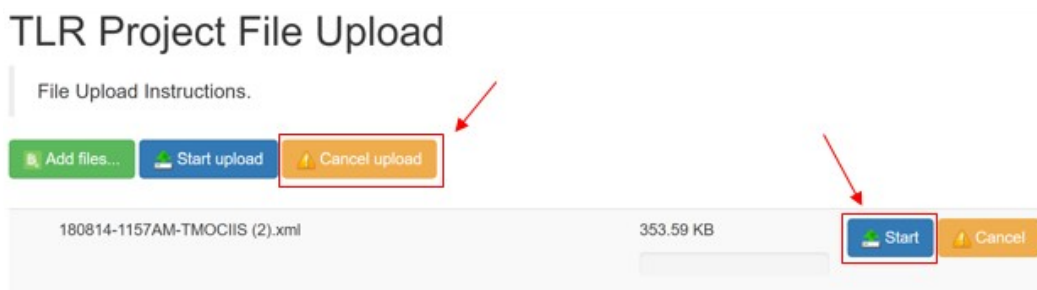 TLR Project File Upload
File Upload Instructions.
Add files... Start upload Cancel upload
180814-1157AM-TMOCIIS (2).xml 353.59 KB Start Cancel